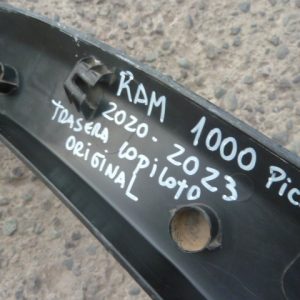 RAM 1000 Pic
2020-2023
TRASERA COPILOTO
ORIGINAL